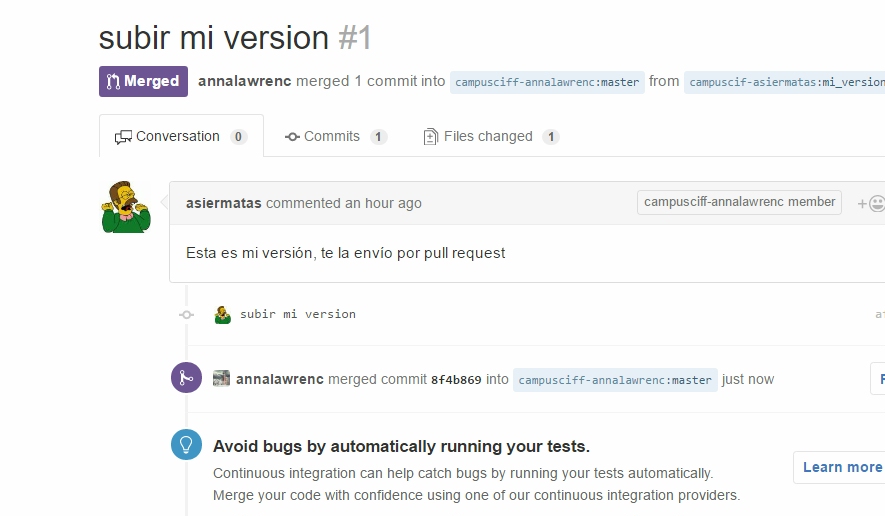 subir mi version #1
Merged annalawrenc merged 1 commit into campusciff-annalawrenc:master from campuscif-asiermatas:mi_version
Conversation 0 Commits 1 Files changed 1
asiermatas commented an hour ago campusciff-annalawrenc member +
Esta es mi versión, te la envío por pull request
subir mi version
annalawrenc merged commit 8f4b869 into campusciff-annalawrenc:master just now
Avoid bugs by automatically running your tests.
Continuous integration can help catch bugs by running your tests automatically.
Merge your code with confidence using one of our continuous integration providers.
Learn more